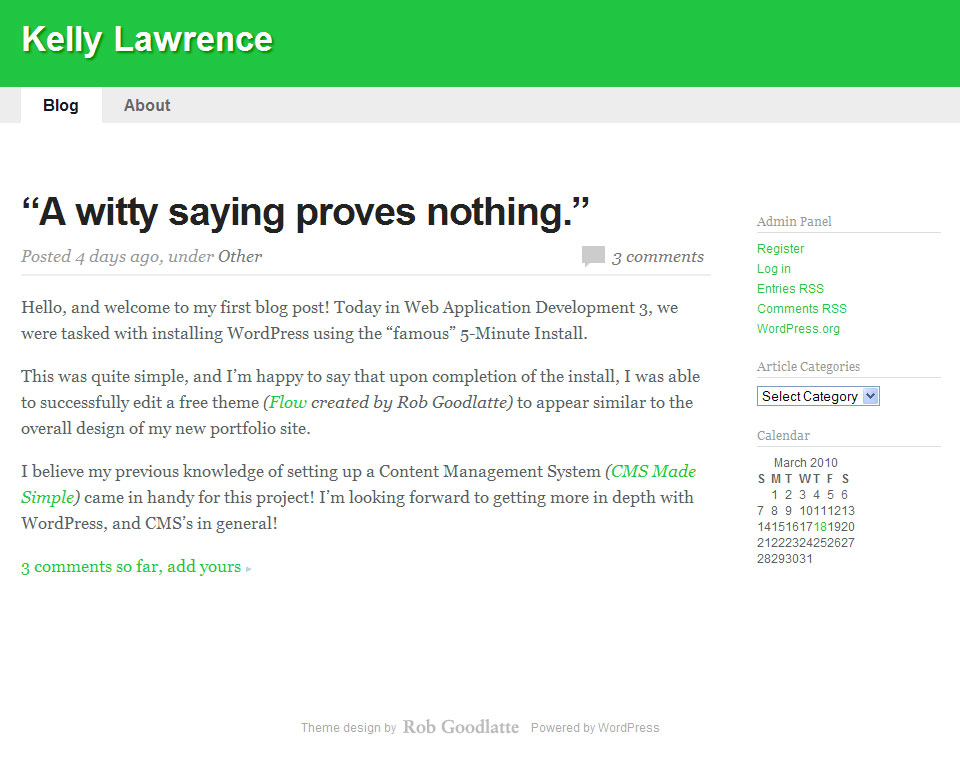 Kelly Lawrence
Blog About
“A witty saying proves nothing.”
Posted 4 days ago, under Other 3 comments
Hello, and welcome to my first blog post! Today in Web Application Development 3, we
were tasked with installing WordPress using the “famous” 5-Minute Install.
This was quite simple, and I’m happy to say that upon completion of the install, I was able
to successfully edit a free theme (Flow created by Rob Goodlatte) to appear similar to the
overall design of my new portfolio site.
I believe my previous knowledge of setting up a Content Management System (CMS Made
Simple) came in handy for this project! I’m looking forward to getting more in depth with
WordPress, and CMS’s in general!
3 comments so far, add yours ▸
Admin Panel
Register
Log in
Entries RSS
Comments RSS
WordPress.org
Article Categories
Select Category
Calendar
March 2010
S M T W T F S
1 2 3 4 5 6
7 8 9 10 11 12 13
14 15 16 17 18 19 20
21 22 23 24 25 26 27
28 29 30 31
Theme design by Rob Goodlatte Powered by WordPress